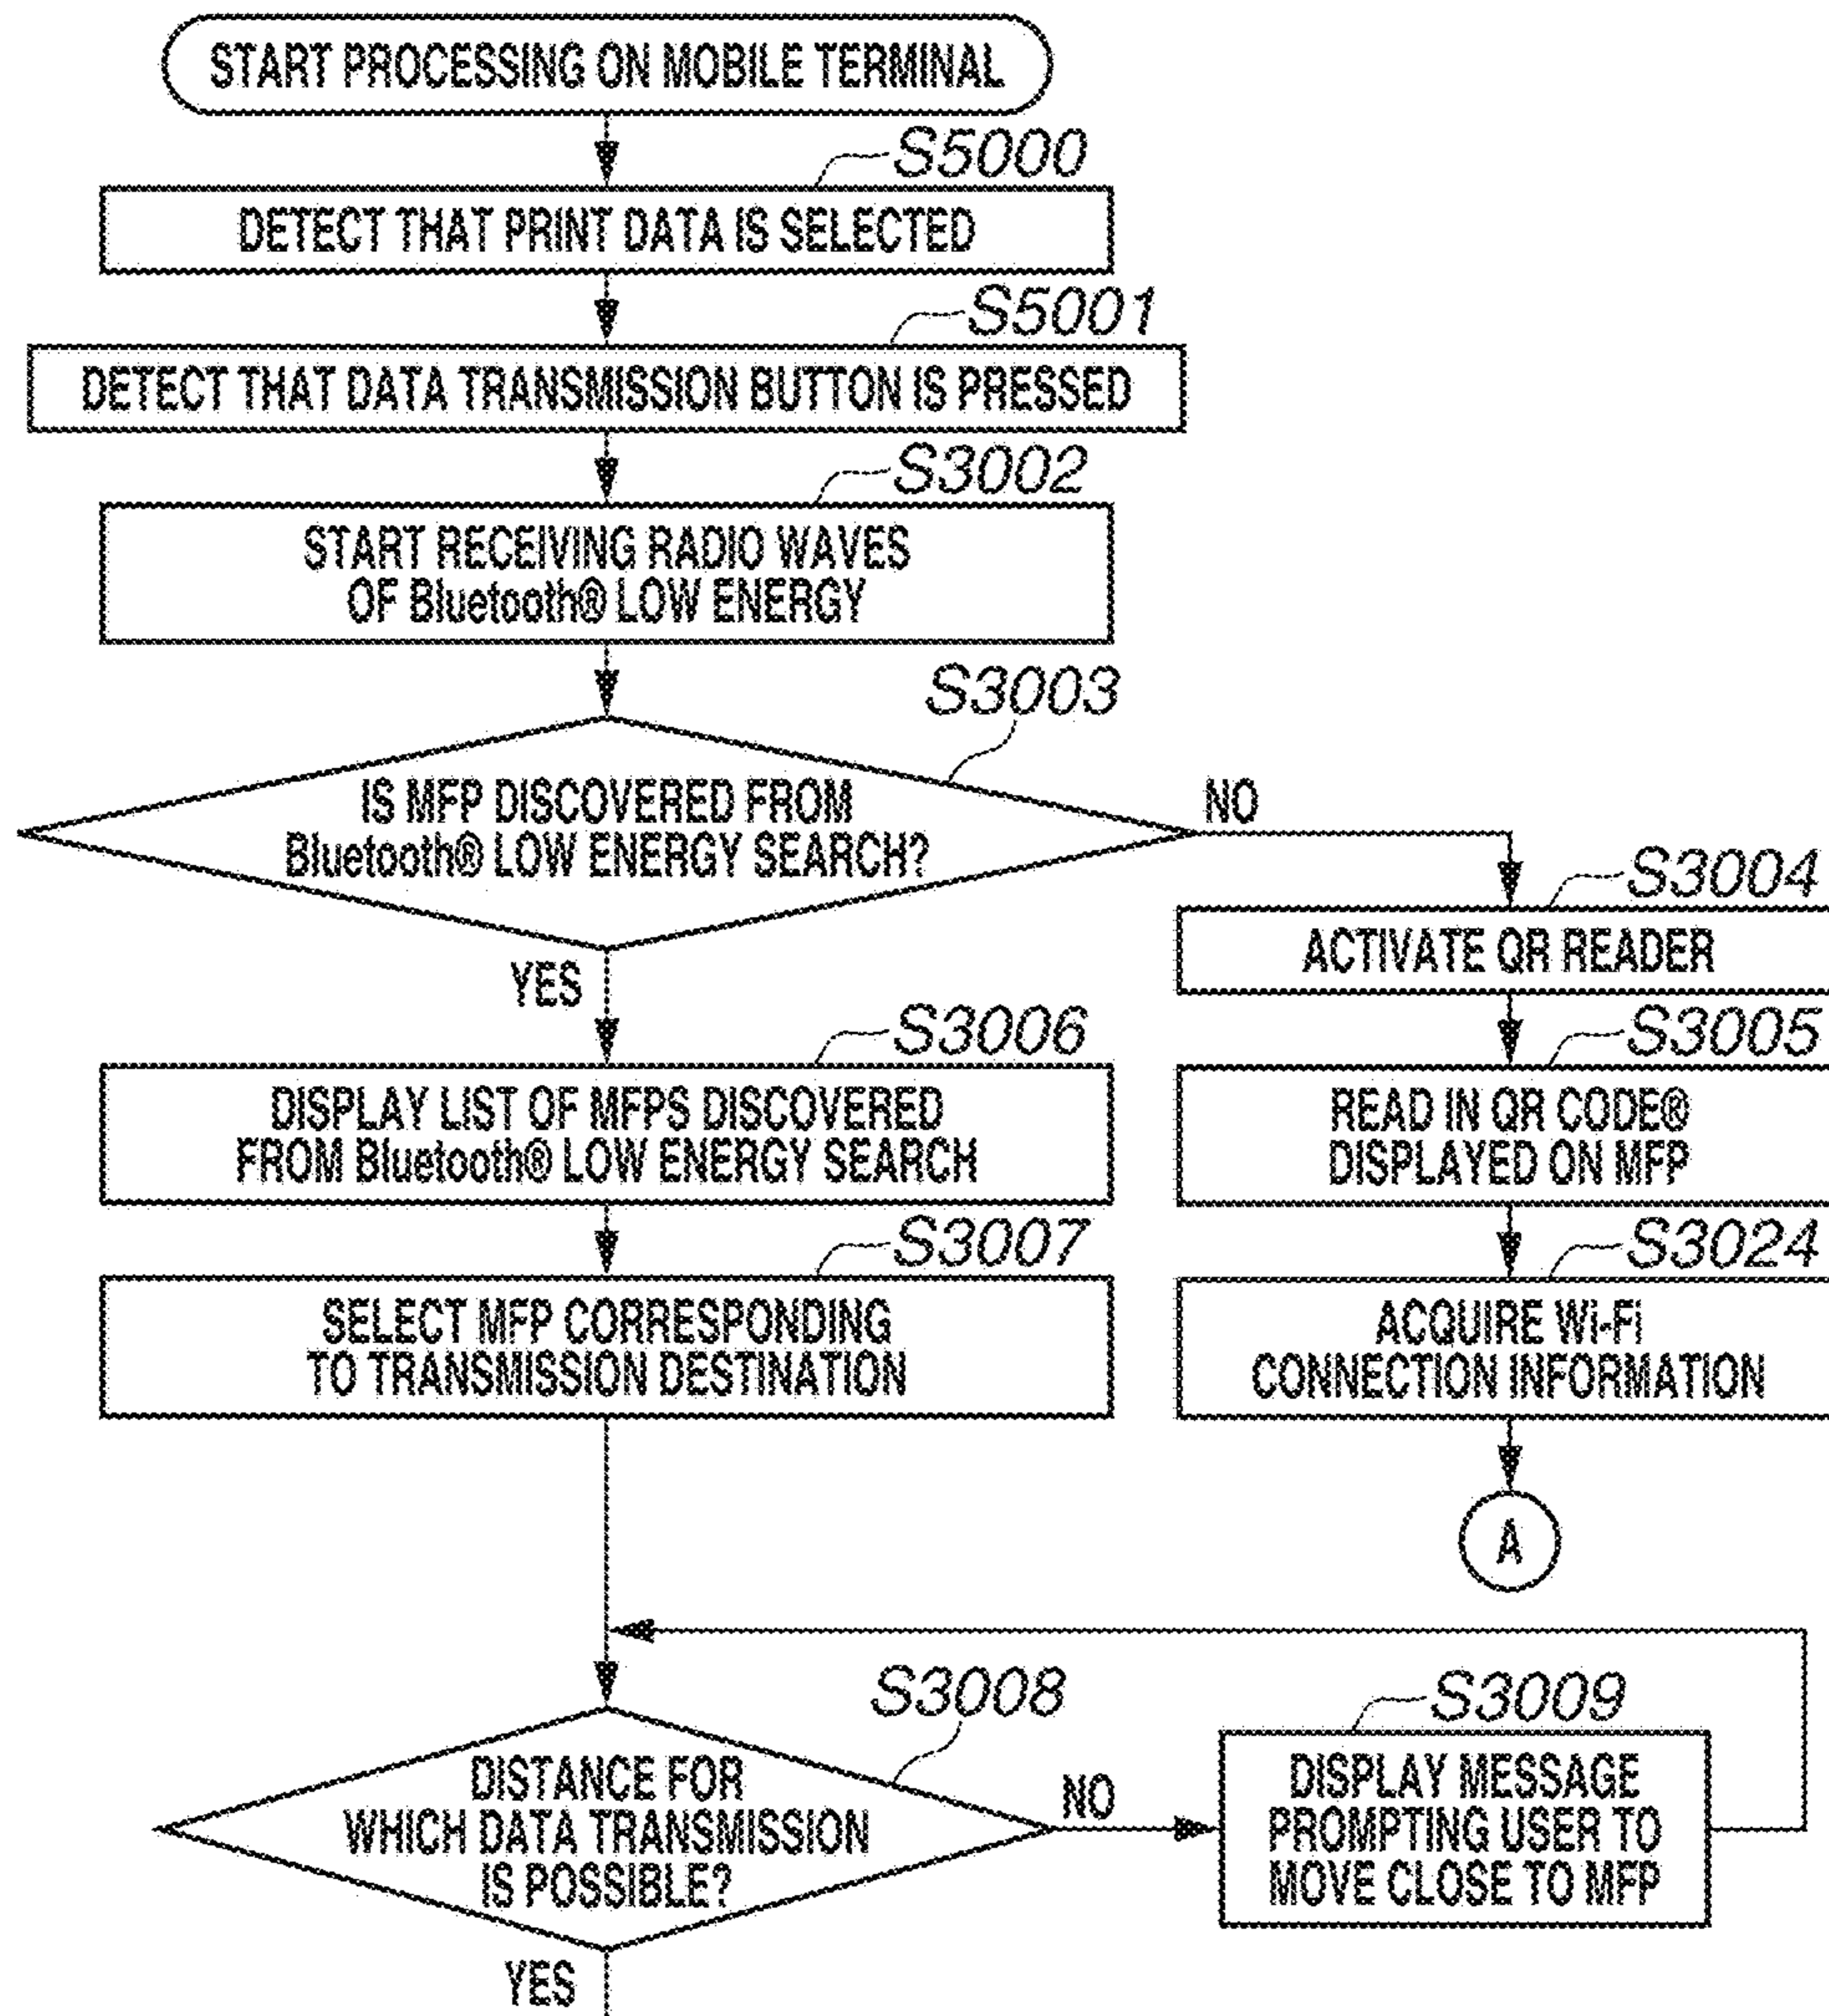 START PROCESSING ON MOBILE TERMINAL
S5000
DETECT THAT PRINT DATA IS SELECTED
S5001
DETECT THAT DATA TRANSMISSION BUTTON IS PRESSED
S3002
START RECEIVING RADIO WAVES
OF Bluetooth® LOW ENERGY
S3003
IS MFP DISCOVERED FROM
Bluetooth® LOW ENERGY SEARCH?
NO
YES
S3004
ACTIVATE QR READER
S3005
READ IN QR CODE®
DISPLAYED ON MFP
S3024
ACQUIRE Wi-Fi
CONNECTION INFORMATION
A
S3006
DISPLAY LIST OF MFPS DISCOVERED
FROM Bluetooth® LOW ENERGY SEARCH
S3007
SELECT MFP CORRESPONDING
TO TRANSMISSION DESTINATION
S3008
DISTANCE FOR
WHICH DATA TRANSMISSION
IS POSSIBLE?
NO
S3009
DISPLAY MESSAGE
PROMPTING USER TO
MOVE CLOSE TO MFP
YES